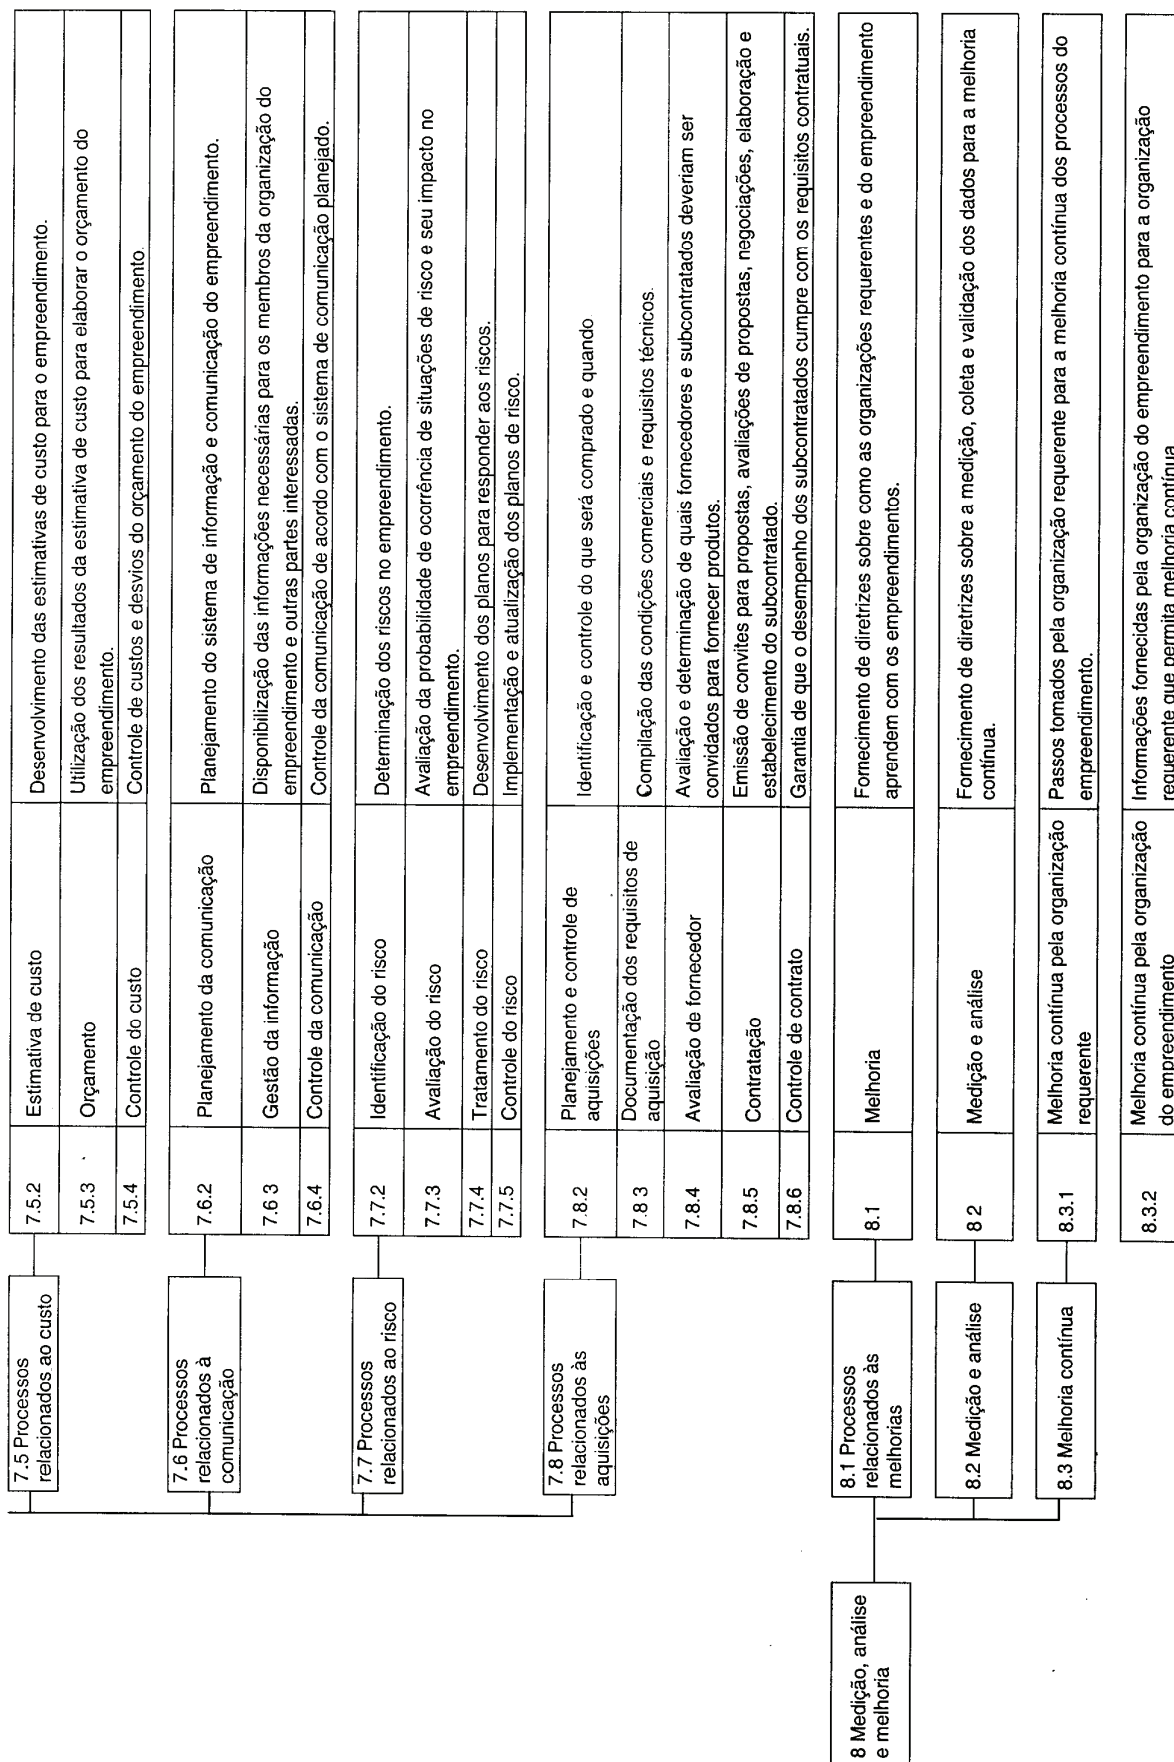 7.5 Processos
relacionados ao custo
7.5.2
Estimativa de custo
Desenvolvimento das estimativas de custo para o empreendimento.
7.5.3
Orçamento
Utilização dos resultados da estimativa de custo para elaborar o orçamento do
empreendimento.
7.5.4
Controle do custo
Controle de custos e desvios do orçamento do empreendimento.
7.6 Processos
relacionados à
comunicação
7.6.2
Planejamento da comunicação
Planejamento do sistema de informação e comunicação do empreendimento.
7.6 3
Gestão da informação
Disponibilização das informações necessárias para os membros da organização do
empreendimento e outras partes interessadas.
7.6.4
Controle da comunicação
Controle da comunicação de acordo com o sistema de comunicação planejado.
7.7 Processos
relacionados ao risco
7.7.2
Identificação do risco
Determinação dos riscos no empreendimento.
7.7.3
Avaliação do risco
Avaliação da probabilidade de ocorrência de situações de risco e seu impacto no
empreendimento.
7.7.4
Tratamento do risco
Desenvolvimento dos planos para responder aos riscos.
7.7.5
Controle do risco
Implementação e atualização dos planos de risco.
7.8 Processos
relacionados às
aquisições
7.8.2
Planejamento e controle de
aquisições
Identificação e controle do que será comprado e quando
7.8 3
Documentação dos requisitos de
aquisição
Compilação das condições comerciais e requisitos técnicos.
7.8.4
Avaliação de fornecedor
Avaliação e determinação de quais fornecedores e subcontratados deveriam ser
convidados para fornecer produtos.
7.8.5
Contratação
Emissão de convites para propostas, avaliações de propostas, negociações, elaboração e
estabelecimento do subcontratado.
7.8.6
Controle de contrato
Garantia de que o desempenho dos subcontratados cumpre com os requisitos contratuais.
8 Medição, análise
e melhoria
8.1 Processos
relacionados às
melhorias
8.1
Melhoria
Fornecimento de diretrizes sobre como as organizações requerentes e do empreendimento
aprendem com os empreendimentos.
8.2 Medição e análise
8 2
Medição e análise
Fornecimento de diretrizes sobre a medição, coleta e validação dos dados para a melhoria
contínua.
8.3 Melhoria contínua
8.3.1
Melhoria contínua pela organização
requerente
Passos tomados pela organização requerente para a melhoria contínua dos processos do
empreendimento.
8.3.2
Melhoria contínua pela organização
do empreendimento
Informações fornecidas pela organização do empreendimento para a organização
requerente que permita melhoria contínua